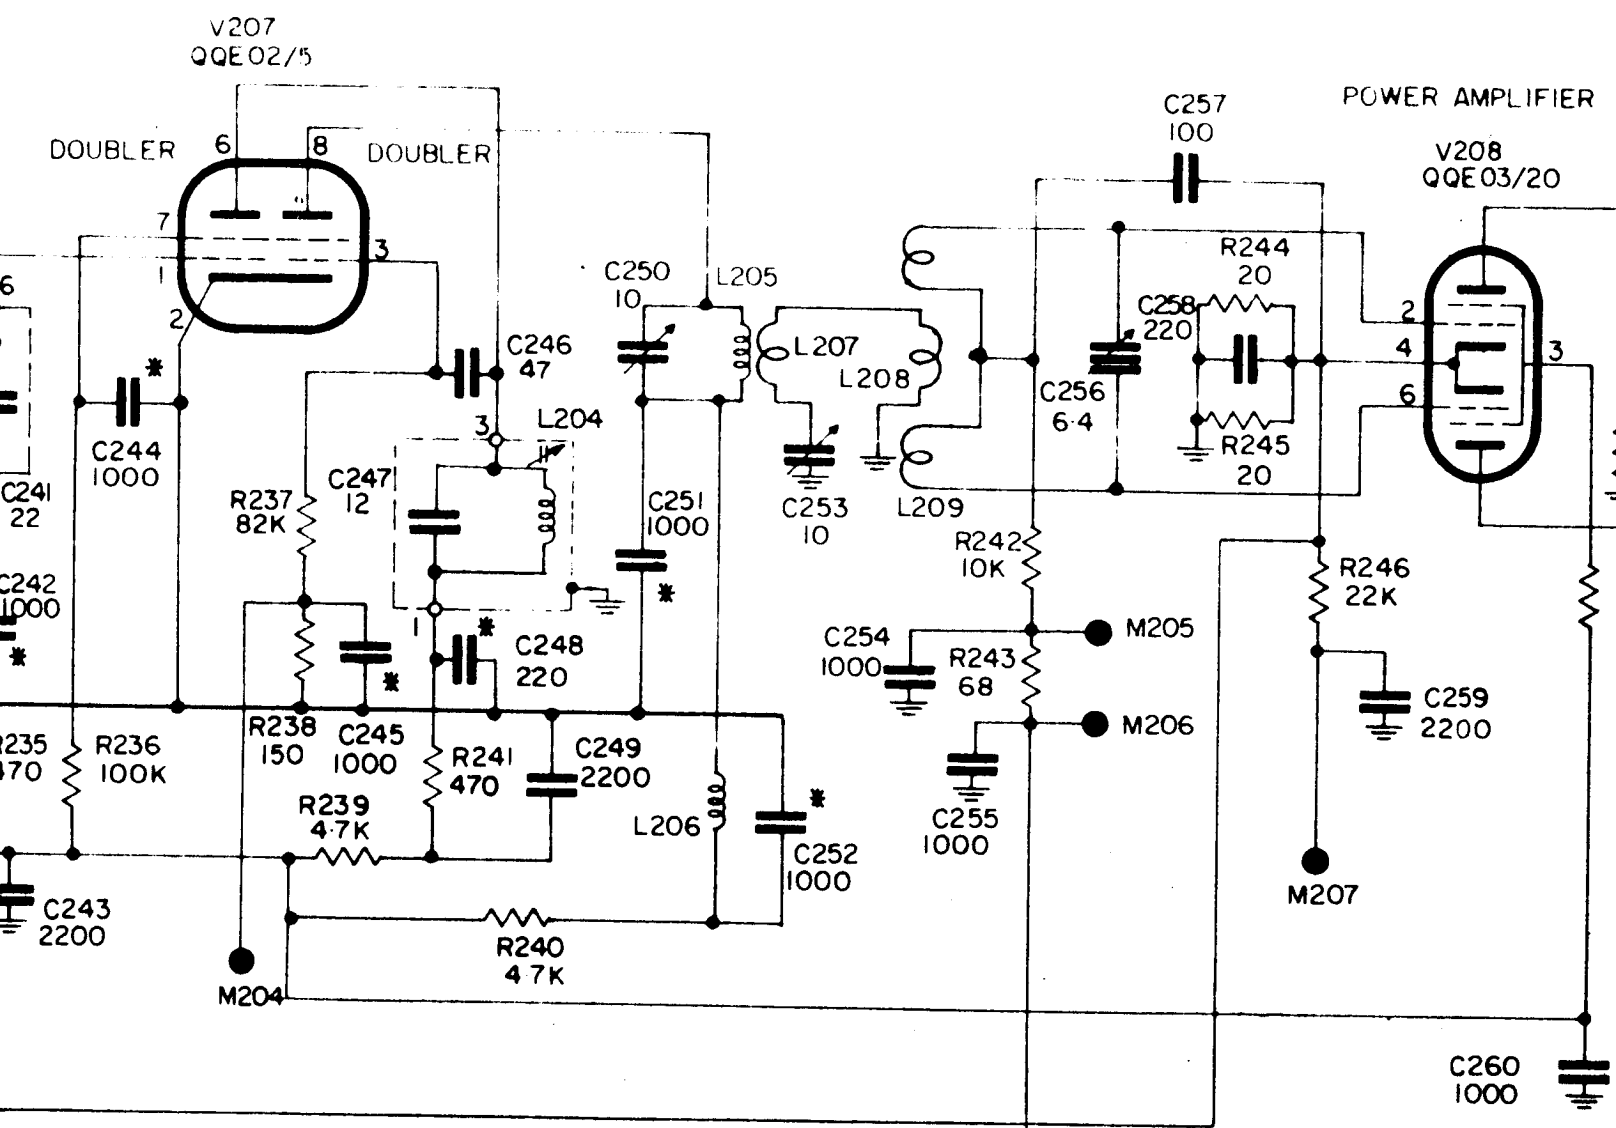 V207
QQE02/5
DOUBLER
6
8
DOUBLER
7
1
2
3
C257
100
POWER AMPLIFIER
V208
QQE03/20
C250
10
L205
R244
20
C258
220
2
4
6
3
6
C246
47
L207
L208
C256
6·4
R245
20
*
C244
1000
3
L204
C241
22
R237
82K
C247
12
C251
1000
*
C253
10
L209
R242
10K
R246
22K
C242
1000
*
1
*
C248
220
C254
1000
M205
R243
68
*
C259
2200
M206
R235
470
R236
100K
R238
150
C245
1000
R241
470
C249
2200
*
L206
C252
1000
C255
1000
R239
4·7K
M207
C243
2200
R240
4·7K
M204
C260
1000